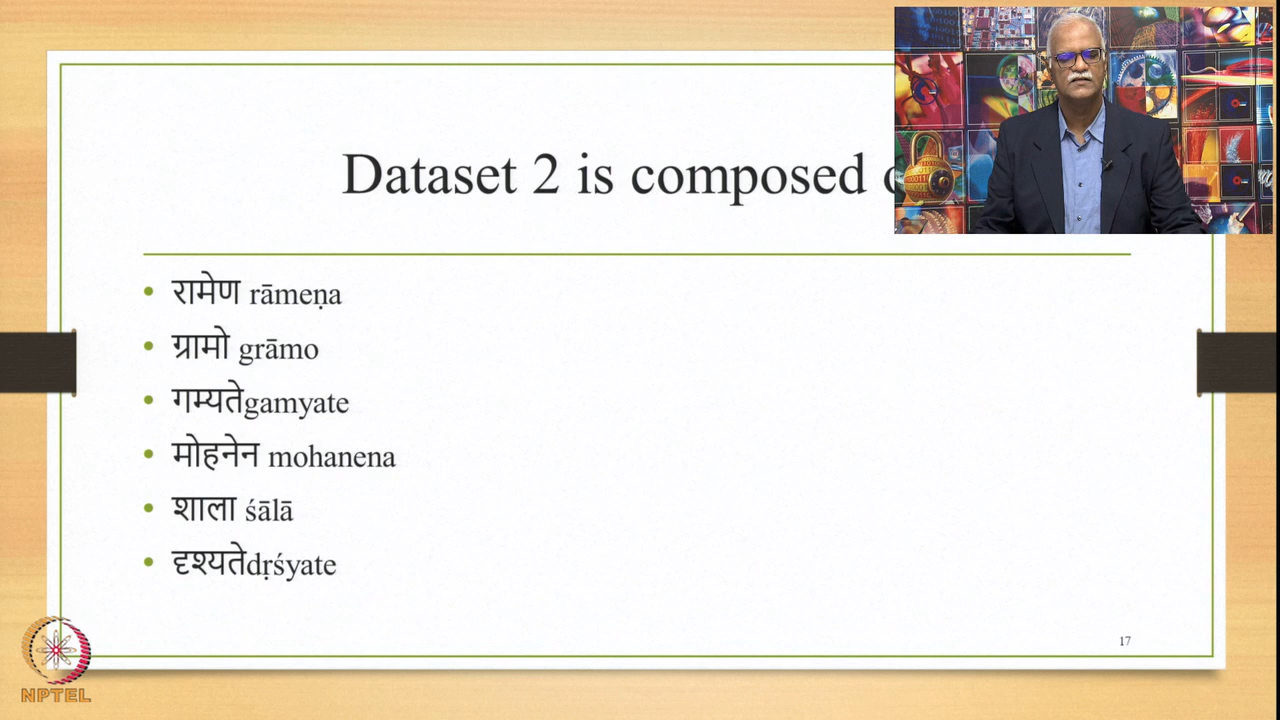 Dataset 2 is composed
रामेण rāmeṇa
ग्रामो grāmo
गम्यतेgamyate
मोहनेन mohanena
शाला śālā
दृश्यतेdṛśyate
17
NPTEL